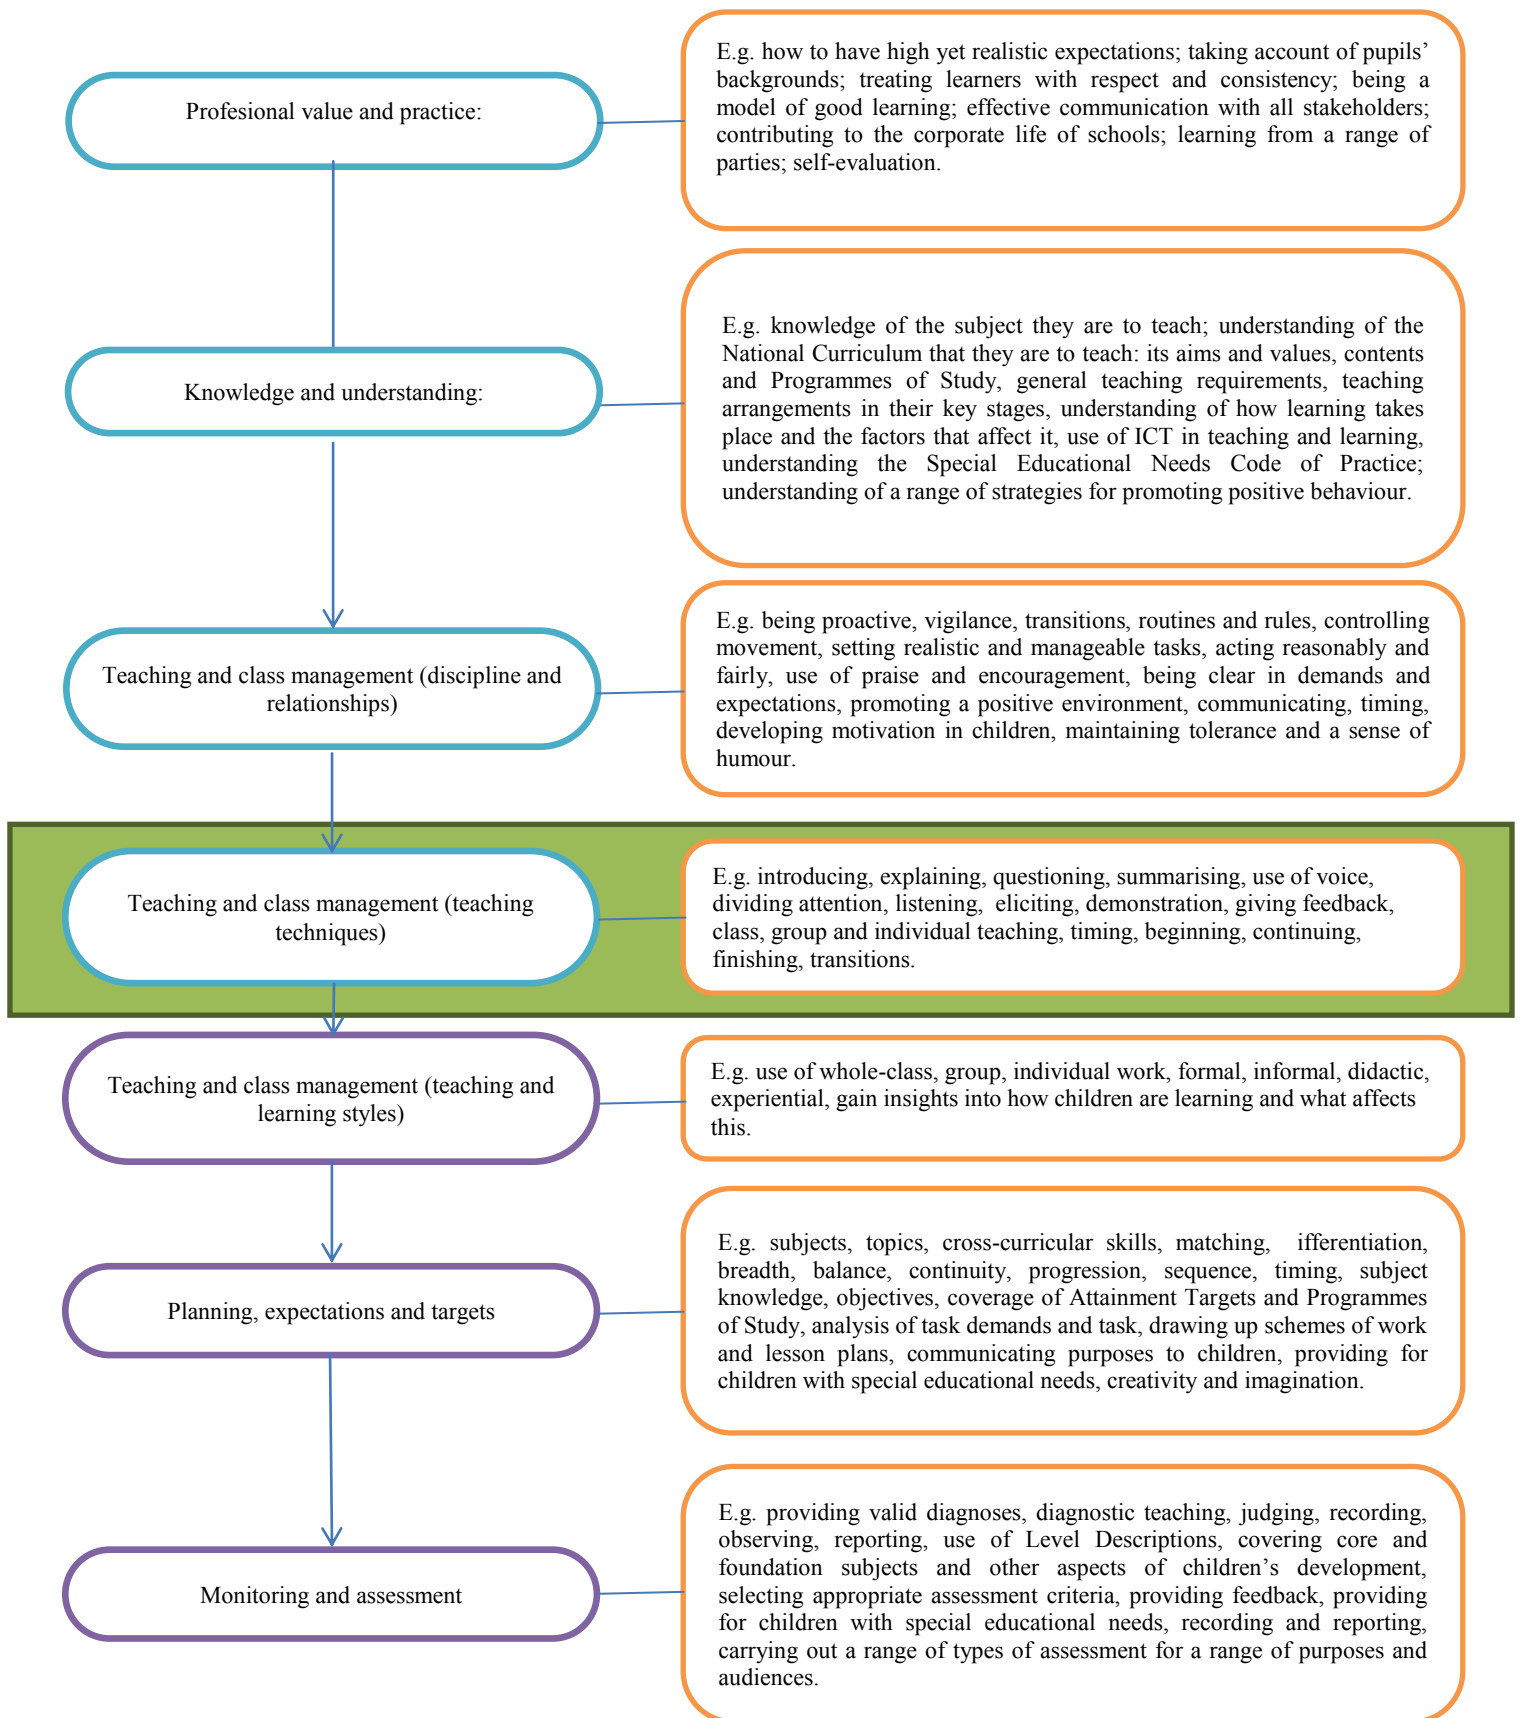 Profesional value and practice:
E.g. how to have high yet realistic expectations; taking account of pupils’
backgrounds; treating learners with respect and consistency; being a
model of good learning; effective communication with all stakeholders;
contributing to the corporate life of schools; learning from a range of
parties; self-evaluation.
Knowledge and understanding:
E.g. knowledge of the subject they are to teach; understanding of the
National Curriculum that they are to teach: its aims and values, contents
and Programmes of Study, general teaching requirements, teaching
arrangements in their key stages, understanding of how learning takes
place and the factors that affect it, use of ICT in teaching and learning,
understanding the Special Educational Needs Code of Practice;
understanding of a range of strategies for promoting positive behaviour.
Teaching and class management (discipline and
relationships)
E.g. being proactive, vigilance, transitions, routines and rules, controlling
movement, setting realistic and manageable tasks, acting reasonably and
fairly, use of praise and encouragement, being clear in demands and
expectations, promoting a positive environment, communicating, timing,
developing motivation in children, maintaining tolerance and a sense of
humour.
Teaching and class management (teaching
techniques)
E.g. introducing, explaining, questioning, summarising, use of voice,
dividing attention, listening, eliciting, demonstration, giving feedback,
class, group and individual teaching, timing, beginning, continuing,
finishing, transitions.
Teaching and class management (teaching and
learning styles)
E.g. use of whole-class, group, individual work, formal, informal, didactic,
experiential, gain insights into how children are learning and what affects
this.
Planning, expectations and targets
E.g. subjects, topics, cross-curricular skills, matching, ifferentiation,
breadth, balance, continuity, progression, sequence, timing, subject
knowledge, objectives, coverage of Attainment Targets and Programmes
of Study, analysis of task demands and task, drawing up schemes of work
and lesson plans, communicating purposes to children, providing for
children with special educational needs, creativity and imagination.
Monitoring and assessment
E.g. providing valid diagnoses, diagnostic teaching, judging, recording,
observing, reporting, use of Level Descriptions, covering core and
foundation subjects and other aspects of children’s development,
selecting appropriate assessment criteria, providing feedback, providing
for children with special educational needs, recording and reporting,
carrying out a range of types of assessment for a range of purposes and
audiences.